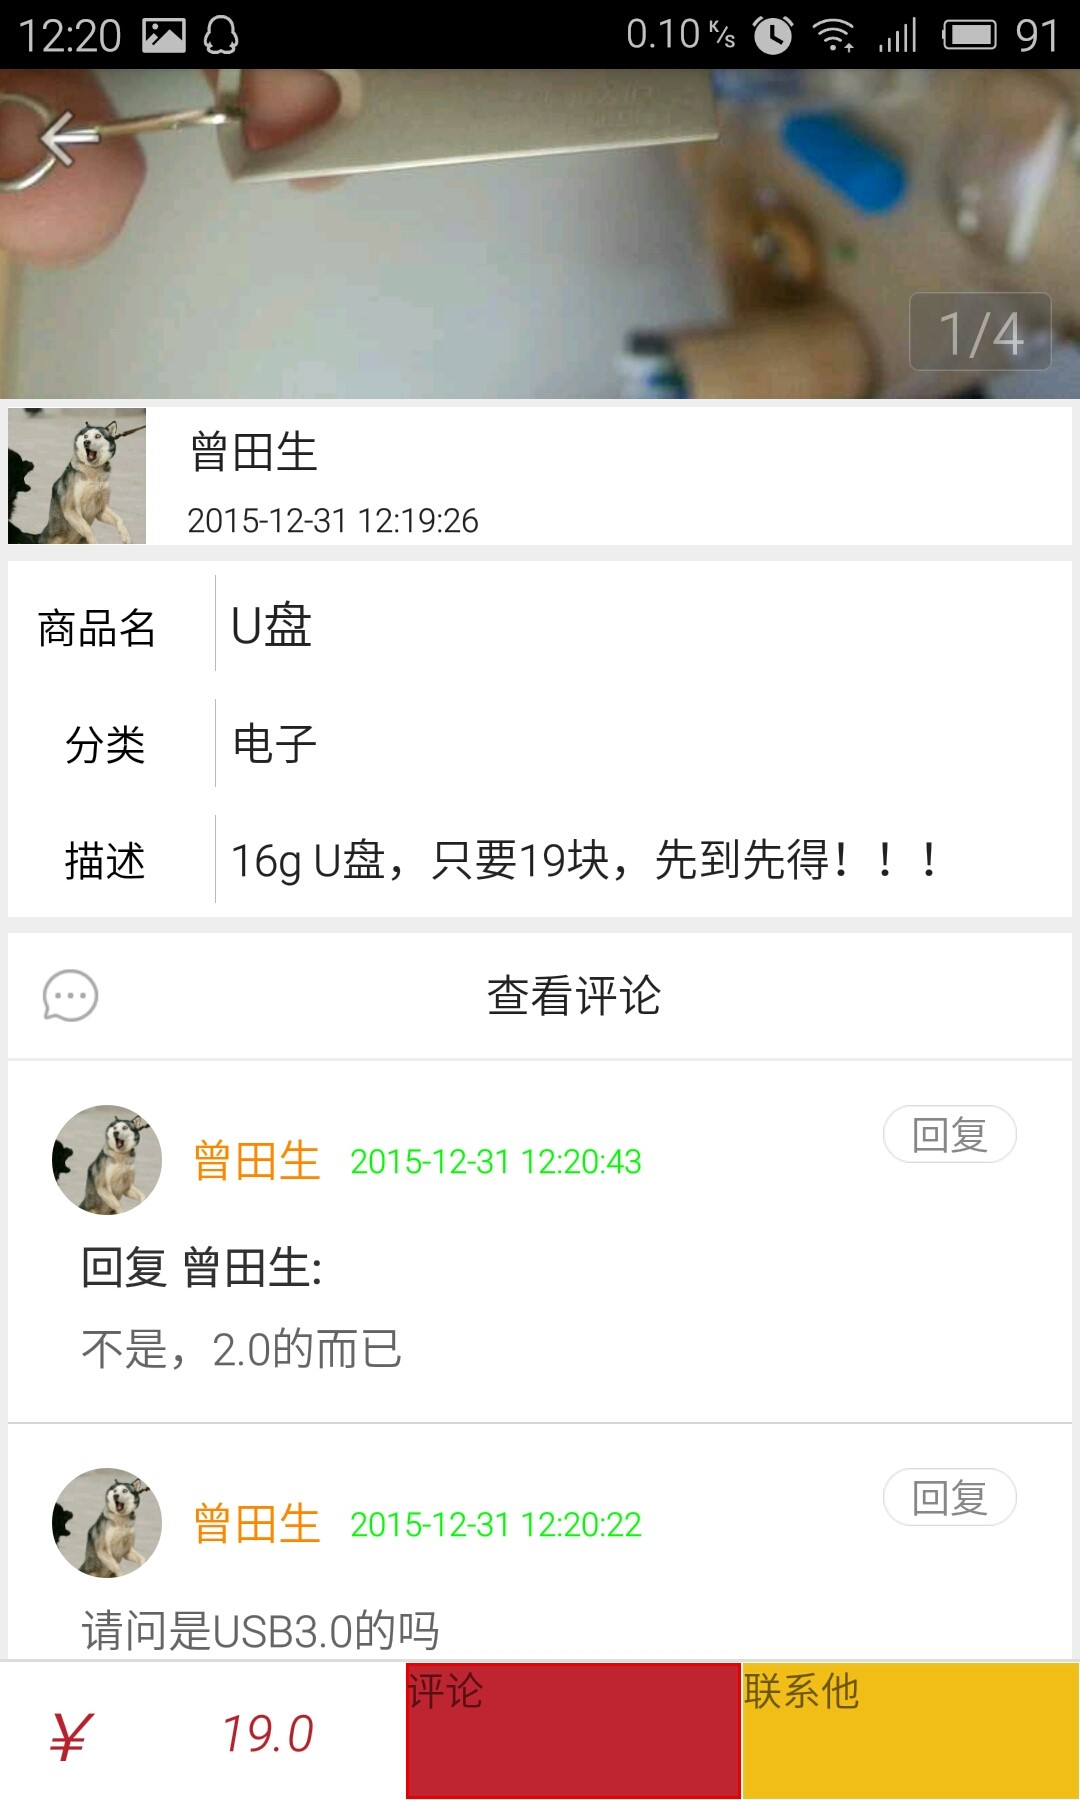 12:20 0.10 K/s 91
1/4
曾田生
2015-12-31 12:19:26
商品名 U盘
分类 电子
描述 16g U盘，只要19块，先到先得！！！
查看评论
曾田生 2015-12-31 12:20:43 回复
回复 曾田生:
不是，2.0的而已
曾田生 2015-12-31 12:20:22 回复
请问是USB3.0的吗
¥ 19.0 评论 联系他